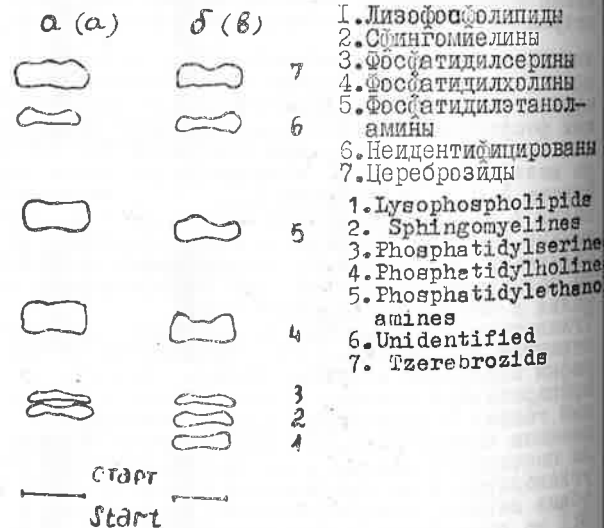 а (а) б (в)
7
6
5
4
3
2
1
старт
Start
1.Лизофосфолипиды
2.Сфингомиелины
3.Фосфатидилсерины
4.Фосфатидилхолины
5.Фосфатидилэтанол-
амины
6.Неидентифицированы
7.Цереброзиды
1.Lysophospholipids
2. Sphingomyelines
3.Phosphatidylserine
4.Phosphatidylholine
5.Phosphatidylethano
amines
6.Unidentified
7. Tzerebrozids